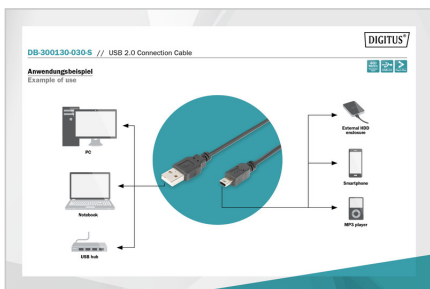 DIGITUS®
DB-300130-030-S // USB 2.0 Connection Cable
Anwendungsbeispiel
Example of use
PC
Notebook
USB hub
External HDD
enclosure
Smartphone
MP3 player